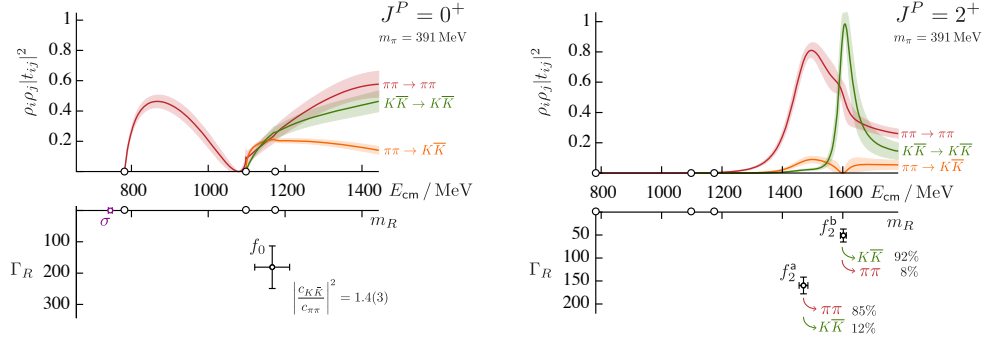 J^P = 0^+
m_π = 391 MeV
ρ_iρ_j|t_ij|^2
1
0.8
0.6
0.4
0.2
ππ → ππ
KK̅ → KK̅
ππ → KK̅
800
1000
1200
1400
E_cm / MeV
σ
m_R
100
200
300
Γ_R
f_0
|c_KK̅ / c_ππ|^2 = 1.4(3)
J^P = 2^+
m_π = 391 MeV
ρ_iρ_j|t_ij|^2
1
0.8
0.6
0.4
0.2
ππ → ππ
KK̅ → KK̅
ππ → KK̅
800
1000
1200
1400
1600
E_cm / MeV
m_R
50
100
150
200
Γ_R
f_2^b
KK̅ 92%
ππ 8%
f_2^a
ππ 85%
KK̅ 12%